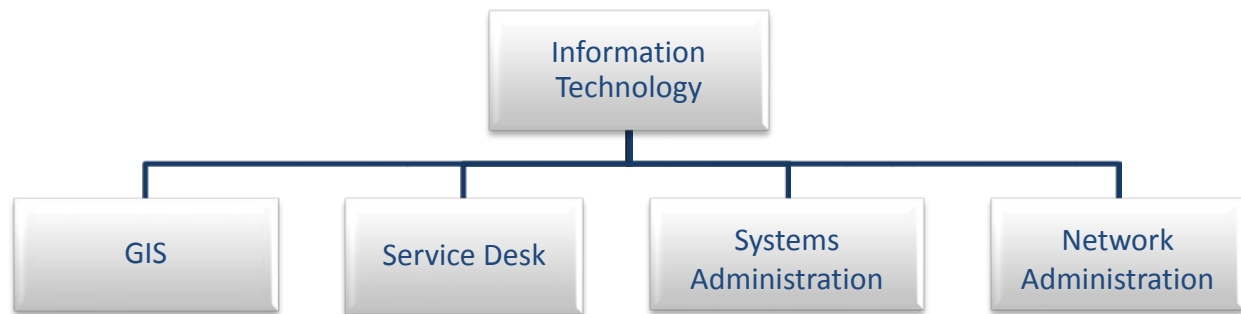 Information
Technology
GIS
Service Desk
Systems
Administration
Network
Administration